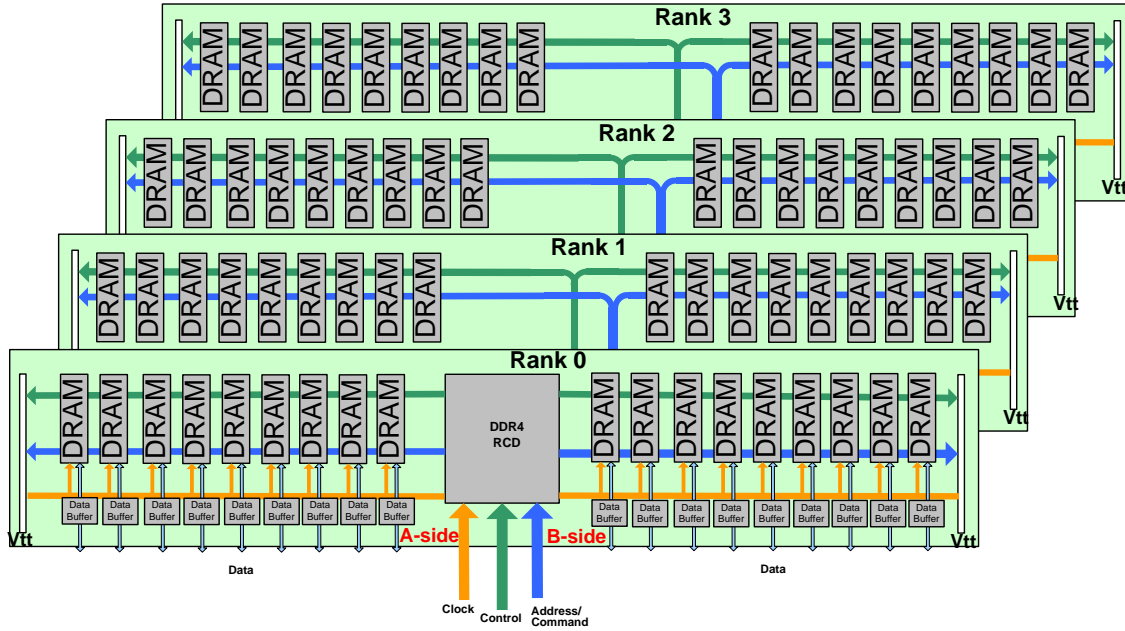 Rank 3
DRAM DRAM DRAM DRAM DRAM DRAM DRAM DRAM DRAM DRAM DRAM DRAM DRAM DRAM DRAM DRAM DRAM DRAM
Vtt
Rank 2
DRAM DRAM DRAM DRAM DRAM DRAM DRAM DRAM DRAM DRAM DRAM DRAM DRAM DRAM DRAM DRAM DRAM DRAM
Vtt
Rank 1
DRAM DRAM DRAM DRAM DRAM DRAM DRAM DRAM DRAM DRAM DRAM DRAM DRAM DRAM DRAM DRAM DRAM DRAM
Vtt
Rank 0
DRAM DRAM DRAM DRAM DRAM DRAM DRAM DRAM DRAM DRAM DRAM DRAM DRAM DRAM DRAM DRAM DRAM DRAM
DDR4
RCD
Data Data Data Data Data Data Data Data Data Data Data Data Data Data Data Data Data Data
Buffer Buffer Buffer Buffer Buffer Buffer Buffer Buffer Buffer Buffer Buffer Buffer Buffer Buffer Buffer Buffer Buffer Buffer
Vtt A-side B-side Vtt
Data Data
Clock Control Address/
Command